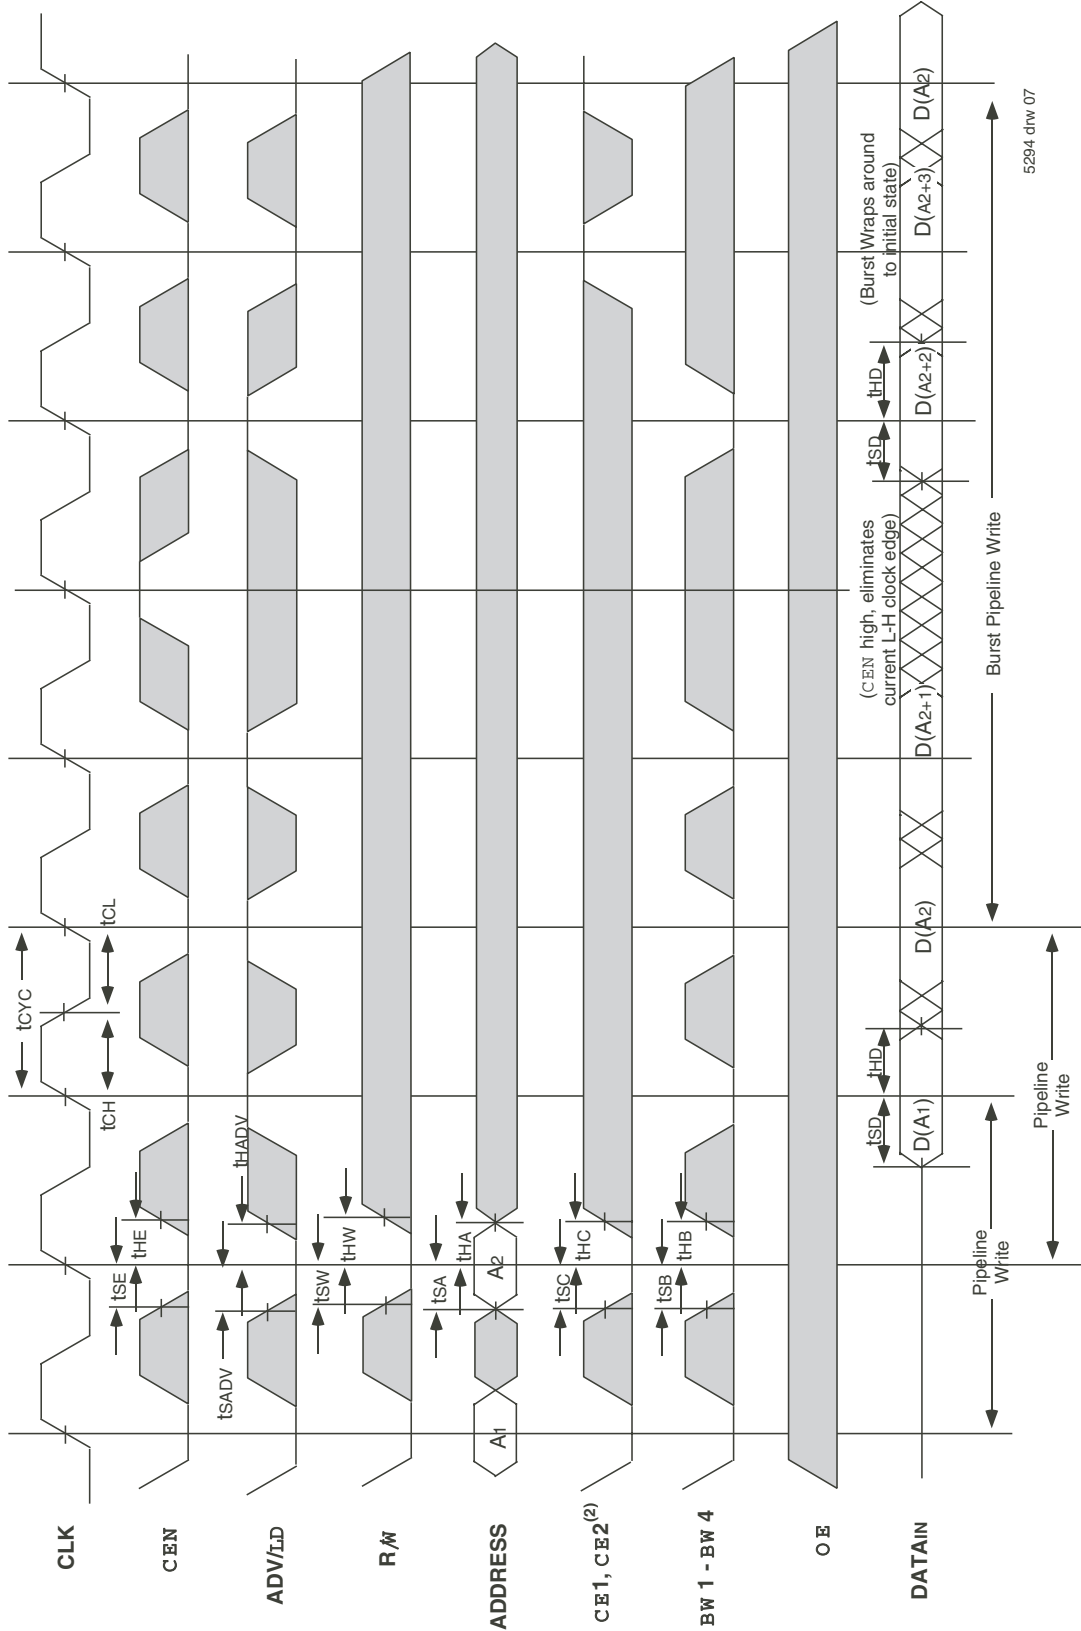 CLK
tCYC
tCH
tCL
CEN
tSE
tHE
ADV/LD
tSADV
tHADV
R/W
tSW
tHW
ADDRESS
A1
tSA
A2
tHA
CE1, CE2(2)
tSC
tHC
BW1 - BW4
tSB
tHB
OE
(CEN high, eliminates
current L-H clock edge)
(Burst Wraps around
to initial state)
tSD
tHD
tSD
tHD
DATAIN
D(A1)
D(A2)
D(A2+1)
D(A2+2)
D(A2+3)
D(A2)
Pipeline
Write
Burst Pipeline Write
Pipeline
Write
5294 drw 07